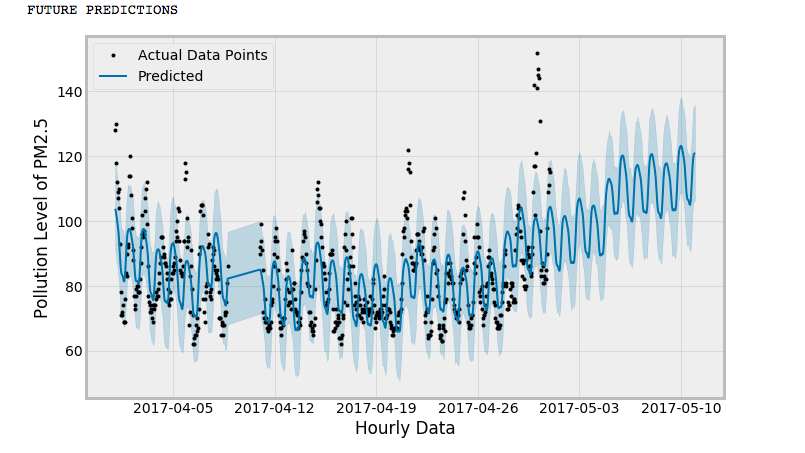 FUTURE PREDICTIONS
Actual Data Points
Predicted
Pollution Level of PM2.5
140
120
100
80
60
2017-04-05 2017-04-12 2017-04-19 2017-04-26 2017-05-03 2017-05-10
Hourly Data